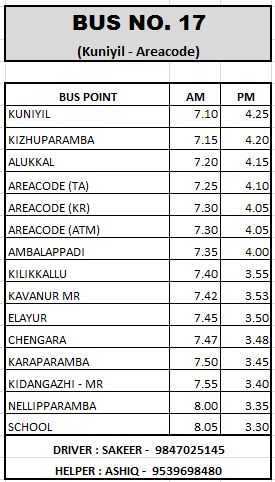 BUS NO. 17
(Kuniyil - Areacode)
BUS POINT AM PM
KUNIYIL 7.10 4.25
KIZHUPARAMBA 7.15 4.20
ALUKKAL 7.20 4.15
AREACODE (TA) 7.25 4.10
AREACODE (KR) 7.30 4.05
AREACODE (ATM) 7.30 4.05
AMBALAPPADI 7.35 4.00
KILIKKALLU 7.40 3.55
KAVANUR MR 7.42 3.53
ELAYUR 7.45 3.50
CHENGARA 7.47 3.48
KARAPARAMBA 7.50 3.45
KIDANGAZHI - MR 7.55 3.40
NELLIPPARAMBA 8.00 3.35
SCHOOL 8.05 3.30
DRIVER : SAKEER - 9847025145
HELPER : ASHIQ - 9539698480